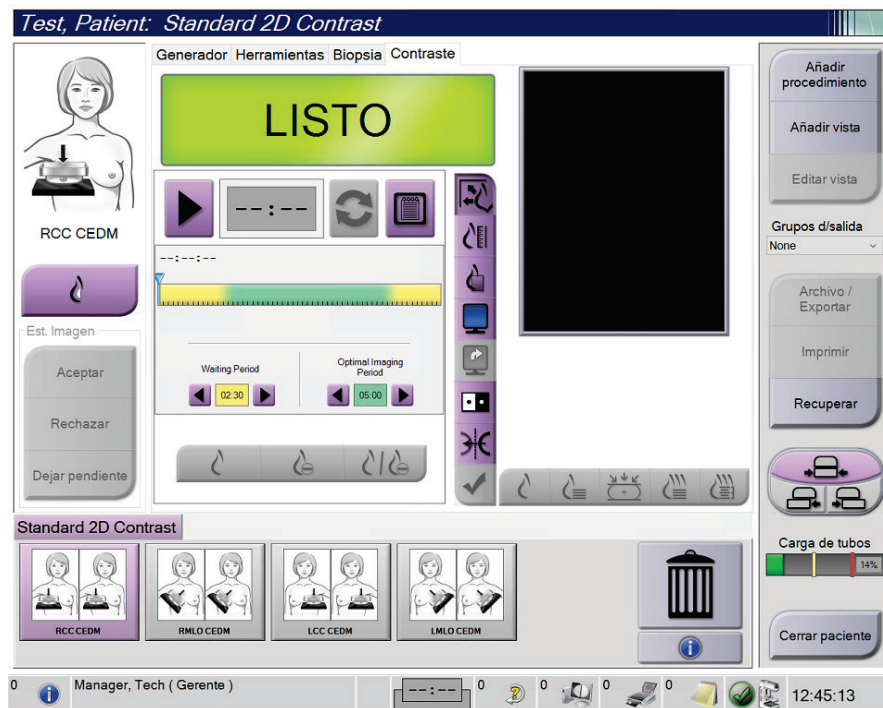 Test, Patient: Standard 2D Contrast
Generador Herramientas Biopsia Contraste
LISTO
RCC CEDM
--:--
--:--:--
Waiting Period
Optimal Imaging
Period
02:30
05:00
Est. Imagen
Aceptar
Rechazar
Dejar pendiente
Añadir
procedimiento
Añadir vista
Editar vista
Grupos d/salida
None
Archivo /
Exportar
Imprimir
Recuperar
Carga de tubos
14%
Cerrar paciente
Standard 2D Contrast
RCC CEDM
RMLO CEDM
LCC CEDM
LMLO CEDM
0
Manager, Tech ( Gerente )
--:--
0
0
0
0
12:45:13